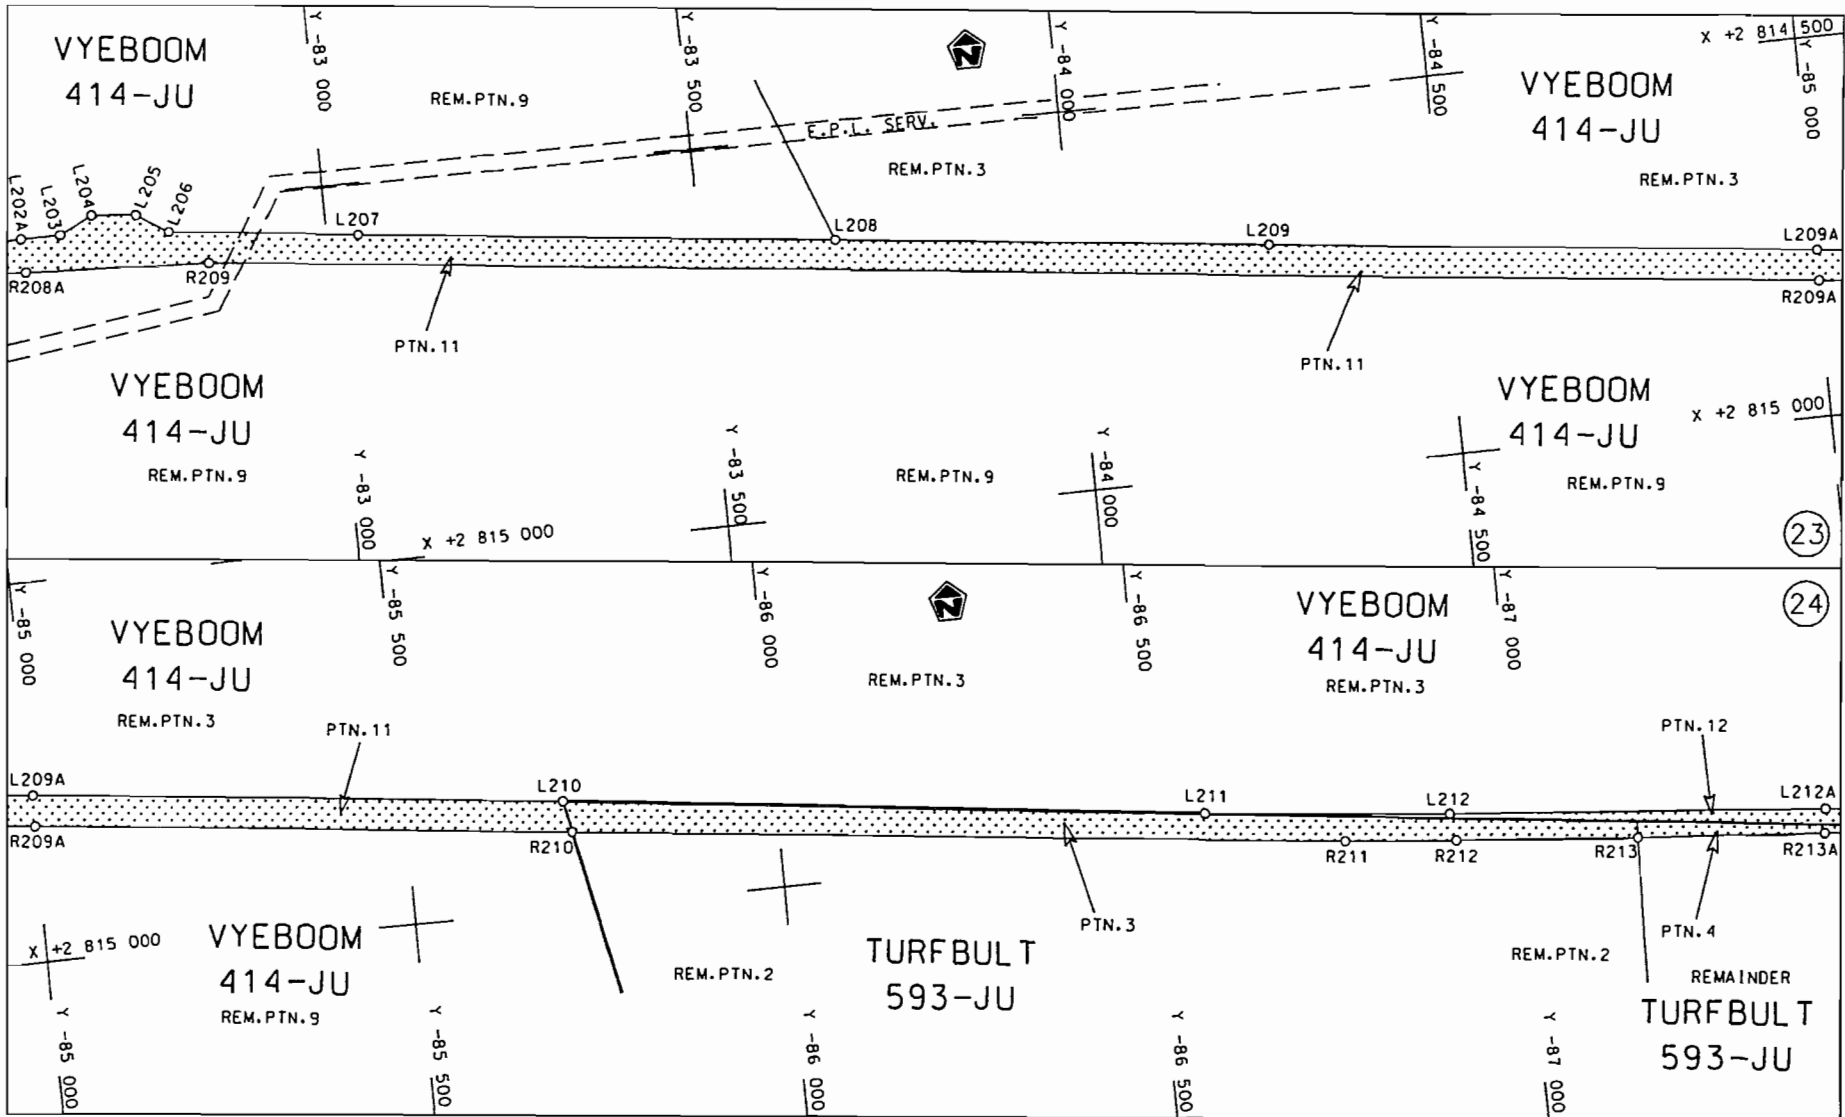 Y -83 000
Y -83 500
Y -84 000
Y -84 500
X +2 814 500
Y -85 000
VYEBOOM
414-JU
REM.PTN.9
N
VYEBOOM
414-JU
E.P.L. SERV.
REM.PTN.3
REM.PTN.3
L202A
L203
L204
L205
L206
L207
L208
L209
L209A
R208A
R209
R209A
PTN.11
PTN.11
VYEBOOM
414-JU
REM.PTN.9
VYEBOOM
414-JU
X +2 815 000
REM.PTN.9
REM.PTN.9
Y -83 000
X +2 815 000
Y -83 500
Y -84 000
Y -84 500
23
Y -85 000
Y -85 500
Y -86 000
Y -86 500
Y -87 000
24
VYEBOOM
414-JU
REM.PTN.3
N
REM.PTN.3
VYEBOOM
414-JU
REM.PTN.3
PTN.11
PTN.12
L209A
L210
L211
L212
L212A
R209A
R210
R211
R212
R213
R213A
PTN.3
PTN.4
X +2 815 000
VYEBOOM
414-JU
REM.PTN.9
REM.PTN.2
TURFBULT
593-JU
REM.PTN.2
REMAINDER
TURFBULT
593-JU
Y -85 000
Y -85 500
Y -86 000
Y -86 500
Y -87 000